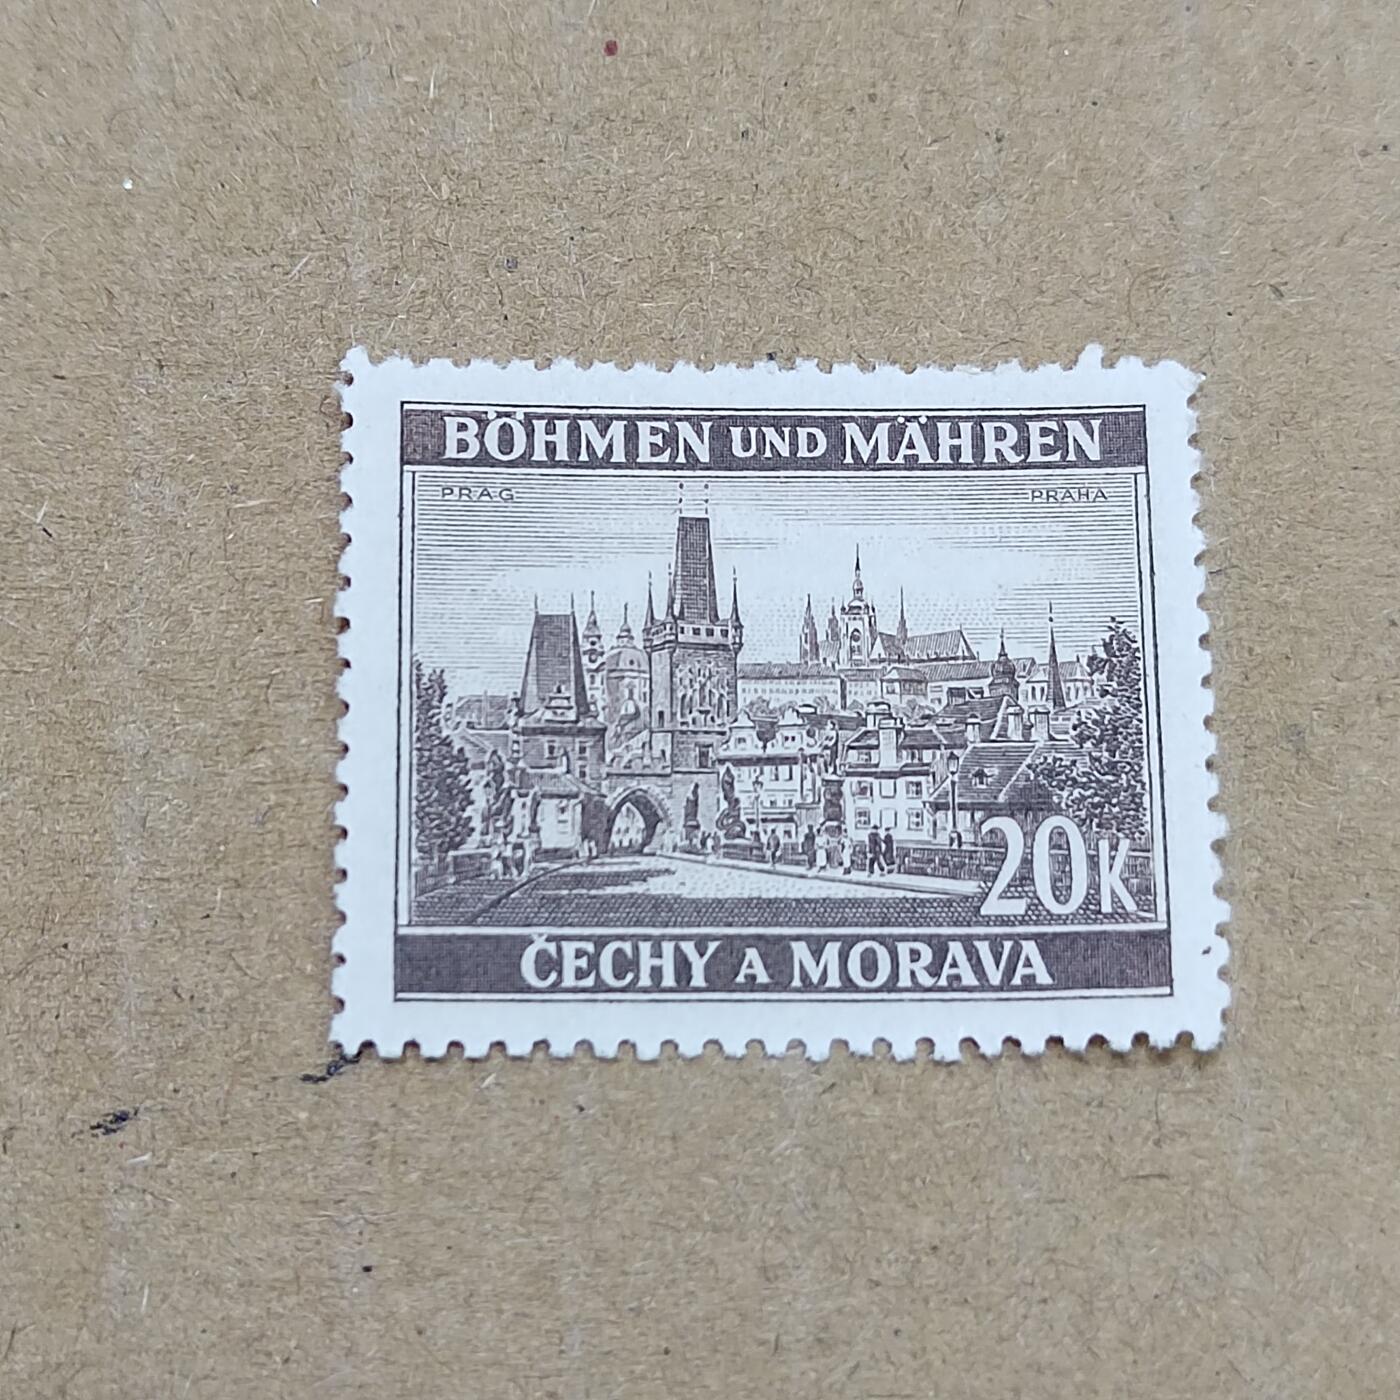 BÖHMEN UND MÄHREN
PRAG PRAHA
20K
ČECHY A MORAVA